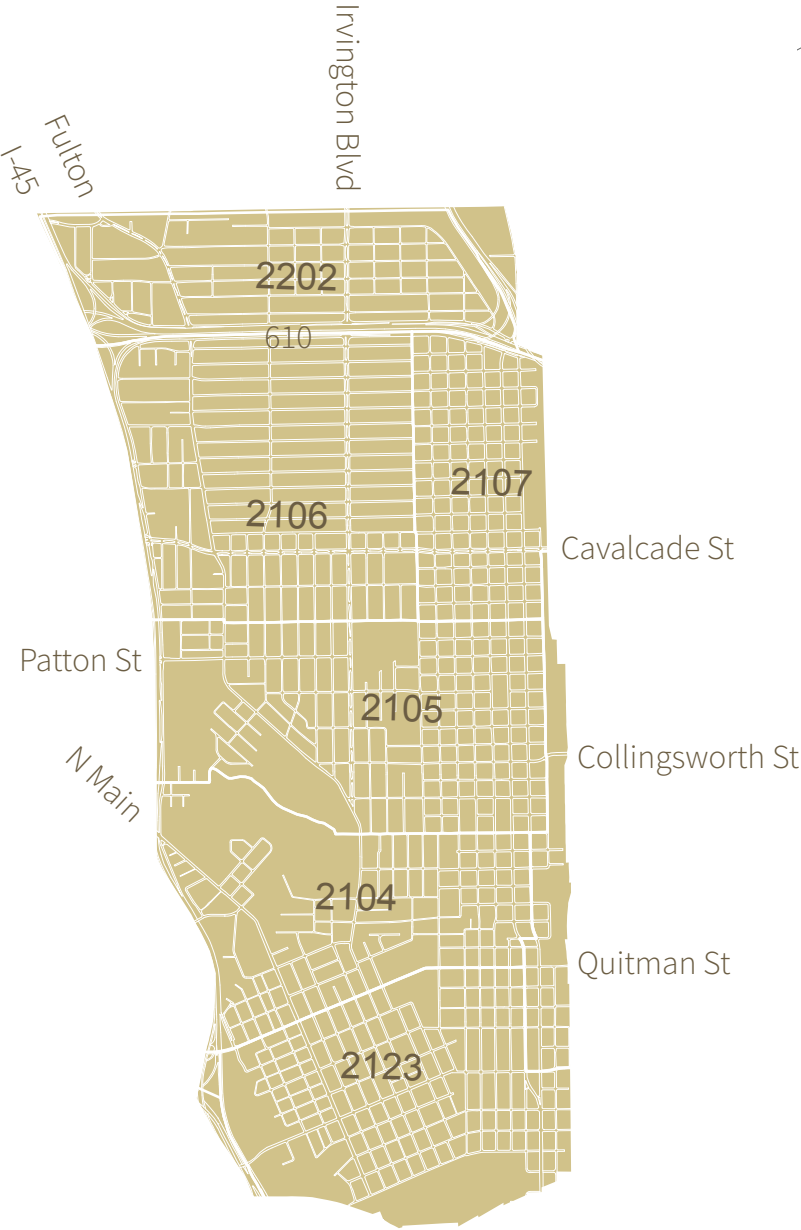 Irvington Blvd
Fulton
I-45
2202
610
2107
2106
Cavalcade St
Patton St
2105
N Main
Collingsworth St
2104
Quitman St
2123